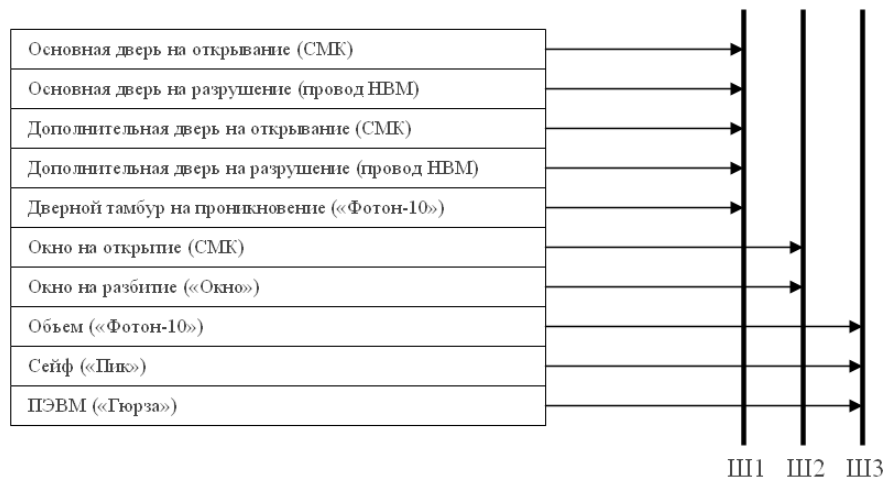 Основная дверь на открывание (СМК)
Основная дверь на разрушение (провод НВМ)
Дополнительная дверь на открывание (СМК)
Дополнительная дверь на разрушение (провод НВМ)
Дверной тамбур на проникновение («Фотон-10»)
Окно на открытие (СМК)
Окно на разбитие («Окно»)
Объем («Фотон-10»)
Сейф («Пик»)
ПЭВМ («Гюрза»)
Ш1 Ш2 Ш3